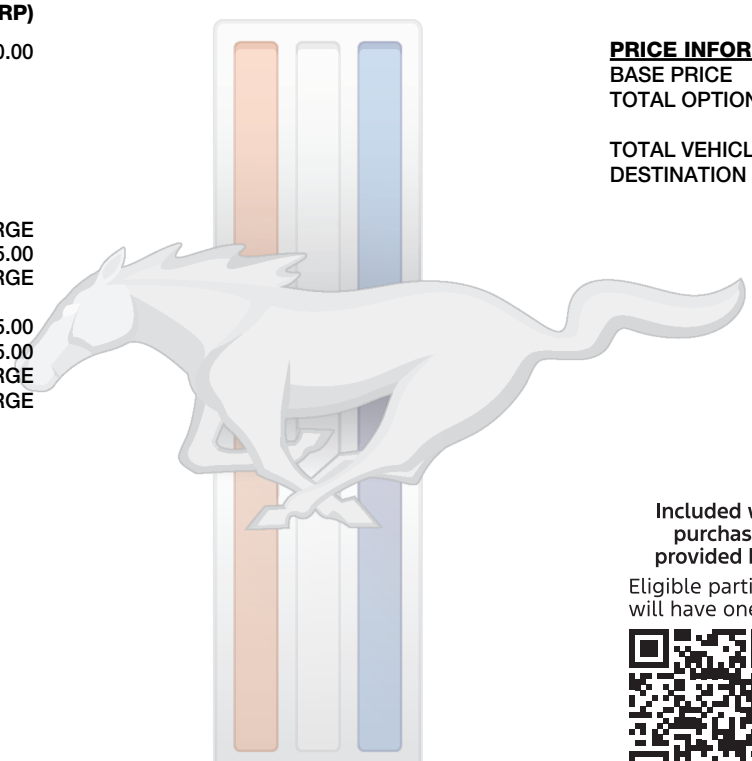 RP)
0.00
RGE
5.00
RGE
5.00
5.00
RGE
RGE
PRICE INFOR
BASE PRICE
TOTAL OPTION
TOTAL VEHICL
DESTINATION
Included
purchas
provided
Eligible parti
will have one